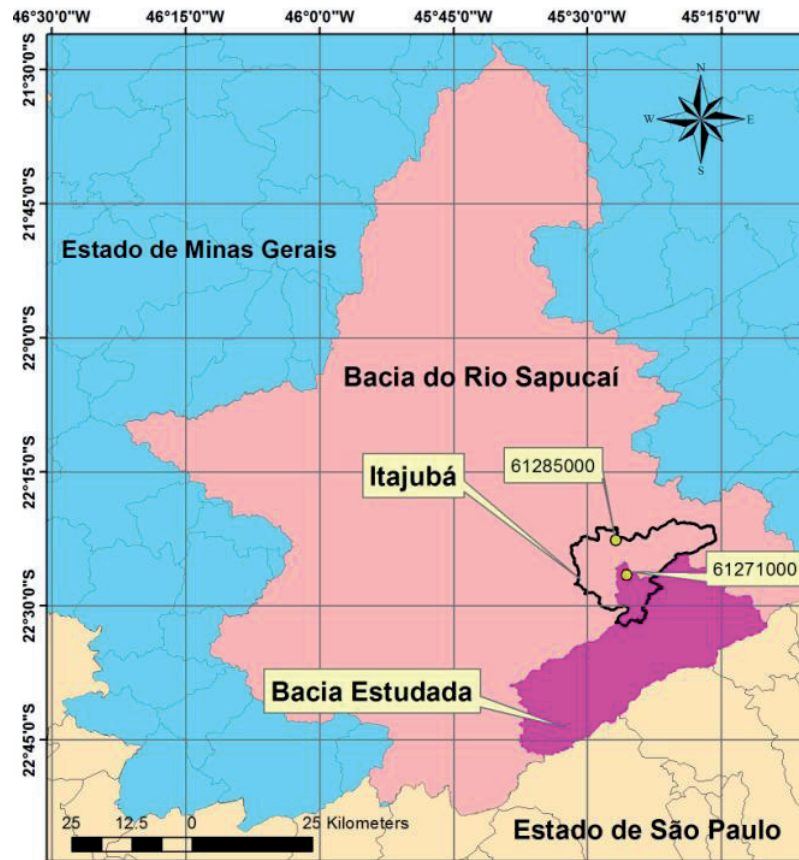 46°30'0"W 46°15'0"W 46°0'0"W 45°45'0"W 45°30'0"W 45°15'0"W
21°30'0"S
N
W E
S
21°45'0"S
Estado de Minas Gerais
22°0'0"S
Bacia do Rio Sapucaí
22°15'0"S
61285000
Itajubá
61271000
22°30'0"S
Bacia Estudada
22°45'0"S
25 12.5 0 25 Kilometers
Estado de São Paulo